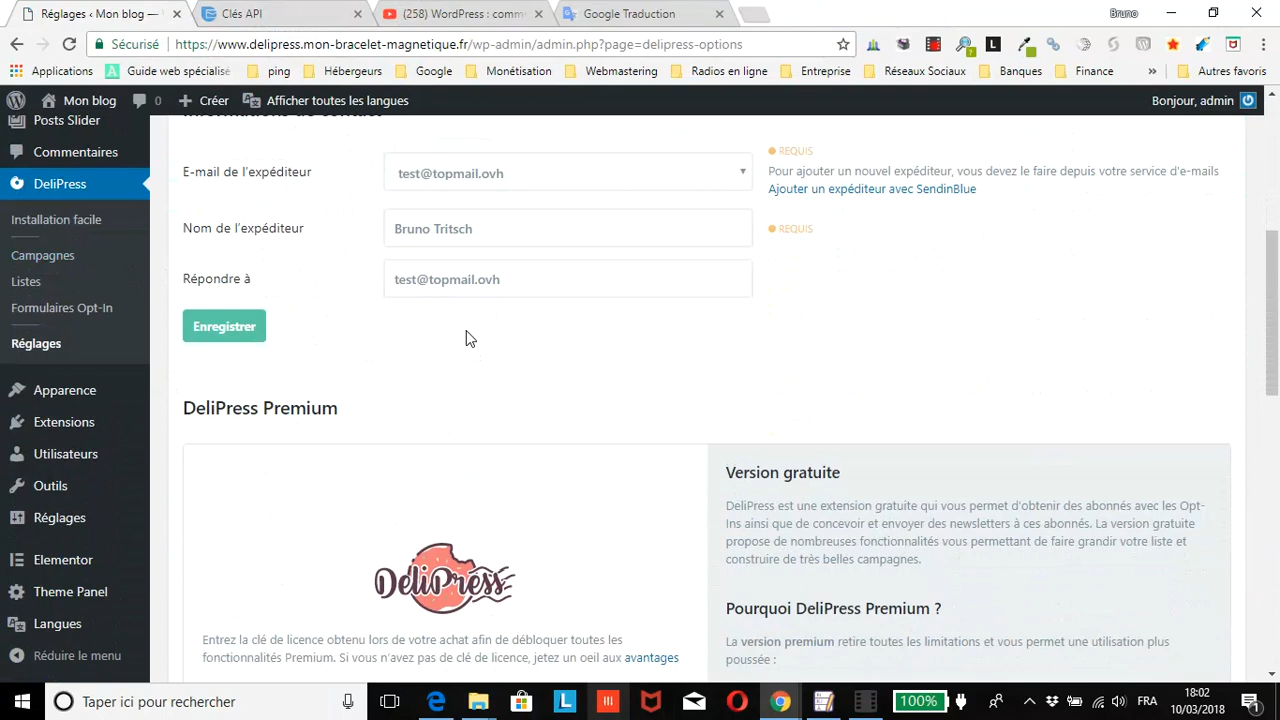 Réglages ‹ Mon blog —
Clés API
(258) WordPress : comme
Google Traduction
Bruno
Sécurisé
https://www.delipress.mon-bracelet-magnetique.fr/wp-admin/admin.php?page=delipress-options
Applications
Guide web spécialisé
ping
Hébergeurs
Google
Monétisation
Webmastering
Radios en ligne
Entreprise
Réseaux Sociaux
Banques
Finance
»
Autres favoris
Mon blog
0
Créer
Afficher toutes les langues
Bonjour, admin
Posts Slider
Commentaires
DeliPress
Installation facile
Campagnes
Listes
Formulaires Opt-In
Réglages
Apparence
Extensions
Utilisateurs
Outils
Réglages
Elementor
Theme Panel
Langues
Réduire le menu
Informations de contact
E-mail de l'expéditeur
test@topmail.ovh
REQUIS
Pour ajouter un nouvel expéditeur, vous devez le faire depuis votre service d'e-mails
Ajouter un expéditeur avec SendinBlue
Nom de l'expéditeur
Bruno Tritsch
REQUIS
Répondre à
test@topmail.ovh
Enregistrer
DeliPress Premium
DeliPress
Entrez la clé de licence obtenu lors de votre achat afin de débloquer toutes les
fonctionnalités Premium. Si vous n'avez pas de clé de licence, jetez un oeil aux avantages
Version gratuite
DeliPress est une extension gratuite qui vous permet d'obtenir des abonnés avec les Opt-
Ins ainsi que de concevoir et envoyer des newsletters à ces abonnés. La version gratuite
propose de nombreuses fonctionnalités vous permettant de faire grandir votre liste et
construire de très belles campagnes.
Pourquoi DeliPress Premium ?
La version premium retire toutes les limitations et vous permet une utilisation plus
poussée :
Taper ici pour rechercher
100%
FRA
18:02
10/03/2018